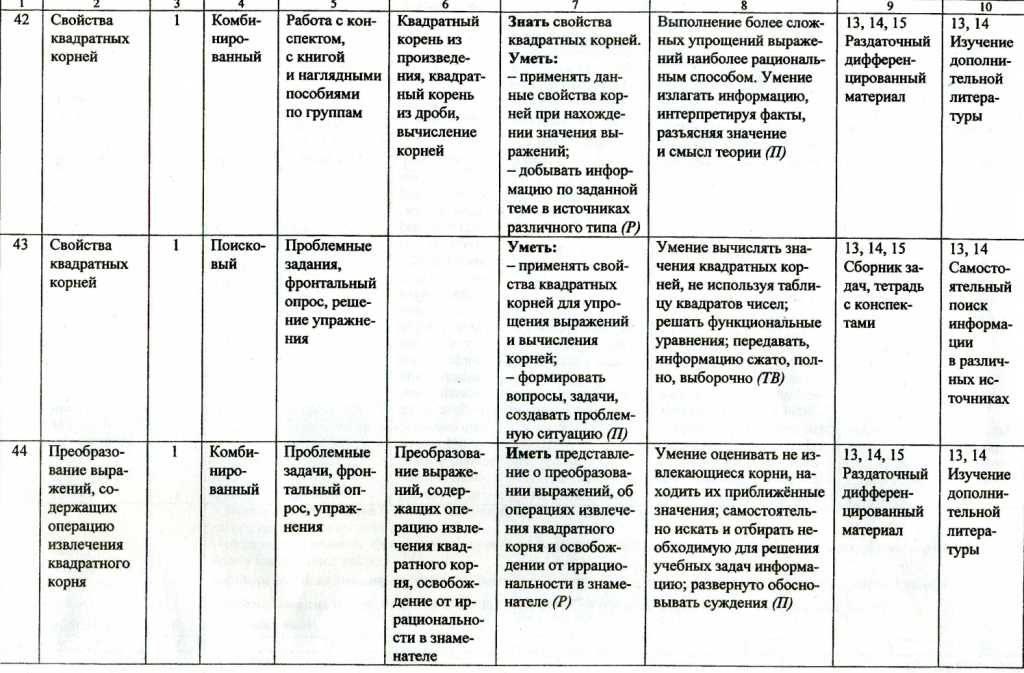 1 2 3 4 5 6 7 8 9 10
42
Свойства
квадратных
корней
1
Комби-
ниро-
ванный
Работа с кон-
спектом,
с книгой
и наглядными
пособиями
по группам
Квадратный
корень из
произведе-
ния, квадрат-
ный корень
из дроби,
вычисление
корней
Знать свойства
квадратных корней.
Уметь:
– применять дан-
ные свойства кор-
ней при нахожде-
нии значения вы-
ражений;
– добывать инфор-
мацию по заданной
теме в источниках
различного типа (Р)
Выполнение более слож-
ных упрощений выраже-
ний наиболее рациональ-
ным способом. Умение
излагать информацию,
интерпретируя факты,
разъясняя значение
и смысл теории (П)
13, 14, 15
Раздаточный
дифферен-
цированный
материал
13, 14
Изучение
дополни-
тельной
литера-
туры
43
Свойства
квадратных
корней
1
Поиско-
вый
Проблемные
задания,
фронтальный
опрос, реше-
ние упражне-
ния
Уметь:
– применять свой-
ства квадратных
корней для упро-
щения выражений
и вычисления
корней;
– формировать
вопросы, задачи,
создавать проблем-
ную ситуацию (П)
Умение вычислять зна-
чения квадратных кор-
ней, не используя табли-
цу квадратов чисел;
решать функциональные
уравнения; передавать,
информацию сжато, пол-
но, выборочно (ТВ)
13, 14, 15
Сборник за-
дач, тетрадь
с конспек-
тами
13, 14
Самосто-
ятельный
поиск
информа-
ции
в различ-
ных ис-
точниках
44
Преобразо-
вание выра-
жений, со-
держащих
операцию
извлечения
квадратного
корня
1
Комби-
ниро-
ванный
Проблемные
задачи, фрон-
тальный оп-
рос, упраж-
нения
Преобразова-
ние выраже-
ний, содер-
жащих опе-
рацию извле-
чения квад-
ратного кор-
ня, освобож-
дение от ир-
рационально-
сти в знаме-
нателе
Иметь представле-
ние о преобразова-
нии выражений, об
операциях извлече-
ния квадратного
корня и освобож-
дении от иррацио-
нальности в знаме-
нателе (Р)
Умение оценивать не из-
влекающиеся корни, на-
ходить их приближённые
значения; самостоятель-
но искать и отбирать не-
обходимую для решения
учебных задач информа-
цию; развернуто обосно-
вывать суждения (П)
13, 14, 15
Раздаточный
дифферен-
цированный
материал
13, 14
Изучение
дополни-
тельной
литера-
туры